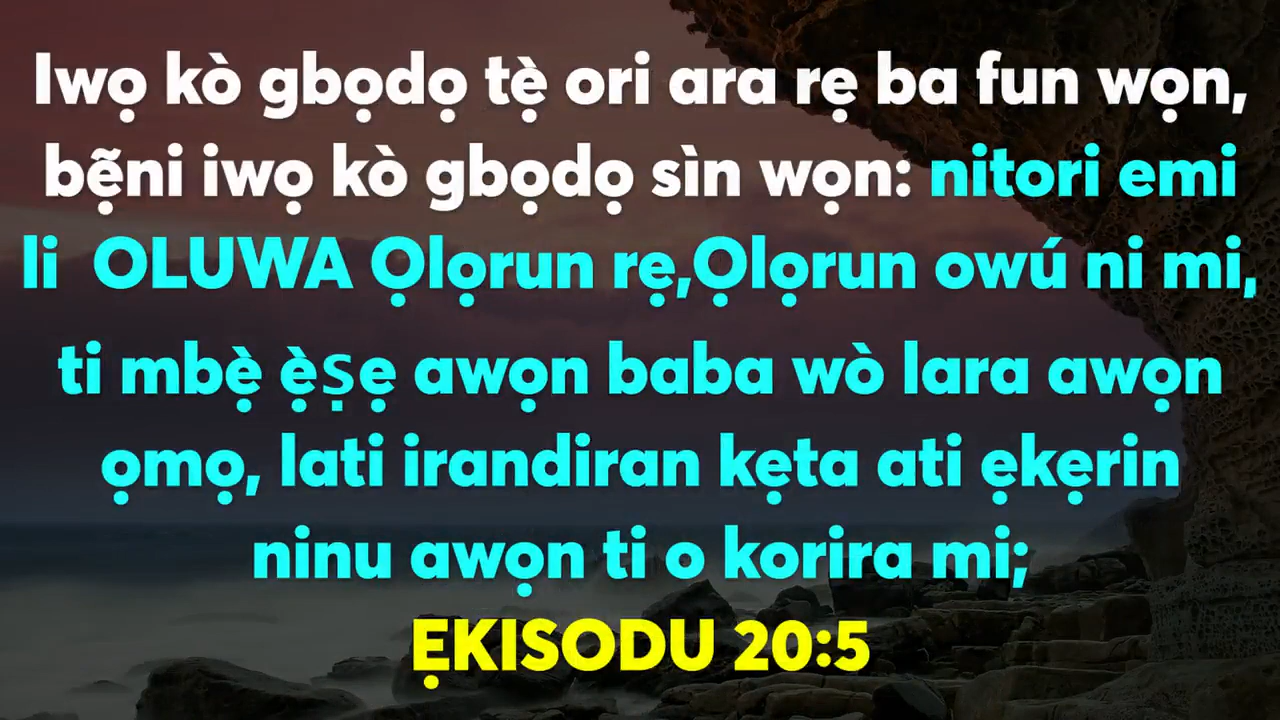 Iwọ kò gbọdọ tẹ̀ ori ara rẹ ba fun wọn,
bẹ̃ni iwọ kò gbọdọ sìn wọn: nitori emi
li OLUWA Ọlọrun rẹ,Ọlọrun owú ni mi,
ti mbẹ̀ ẹ̀ṣẹ awọn baba wò lara awọn
ọmọ, lati irandiran kẹta ati ẹkẹrin
ninu awọn ti o korira mi;
ẸKISODU 20:5